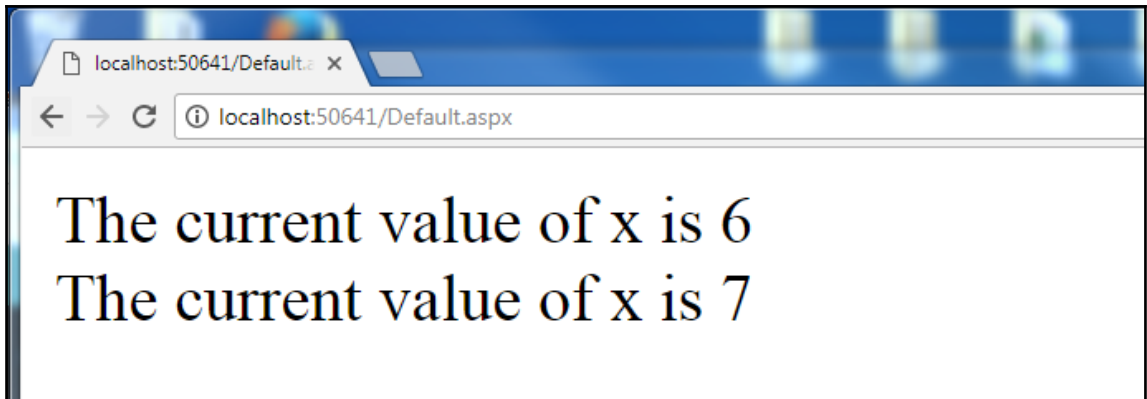 localhost:50641/Default.a
localhost:50641/Default.aspx
The current value of x is 6
The current value of x is 7